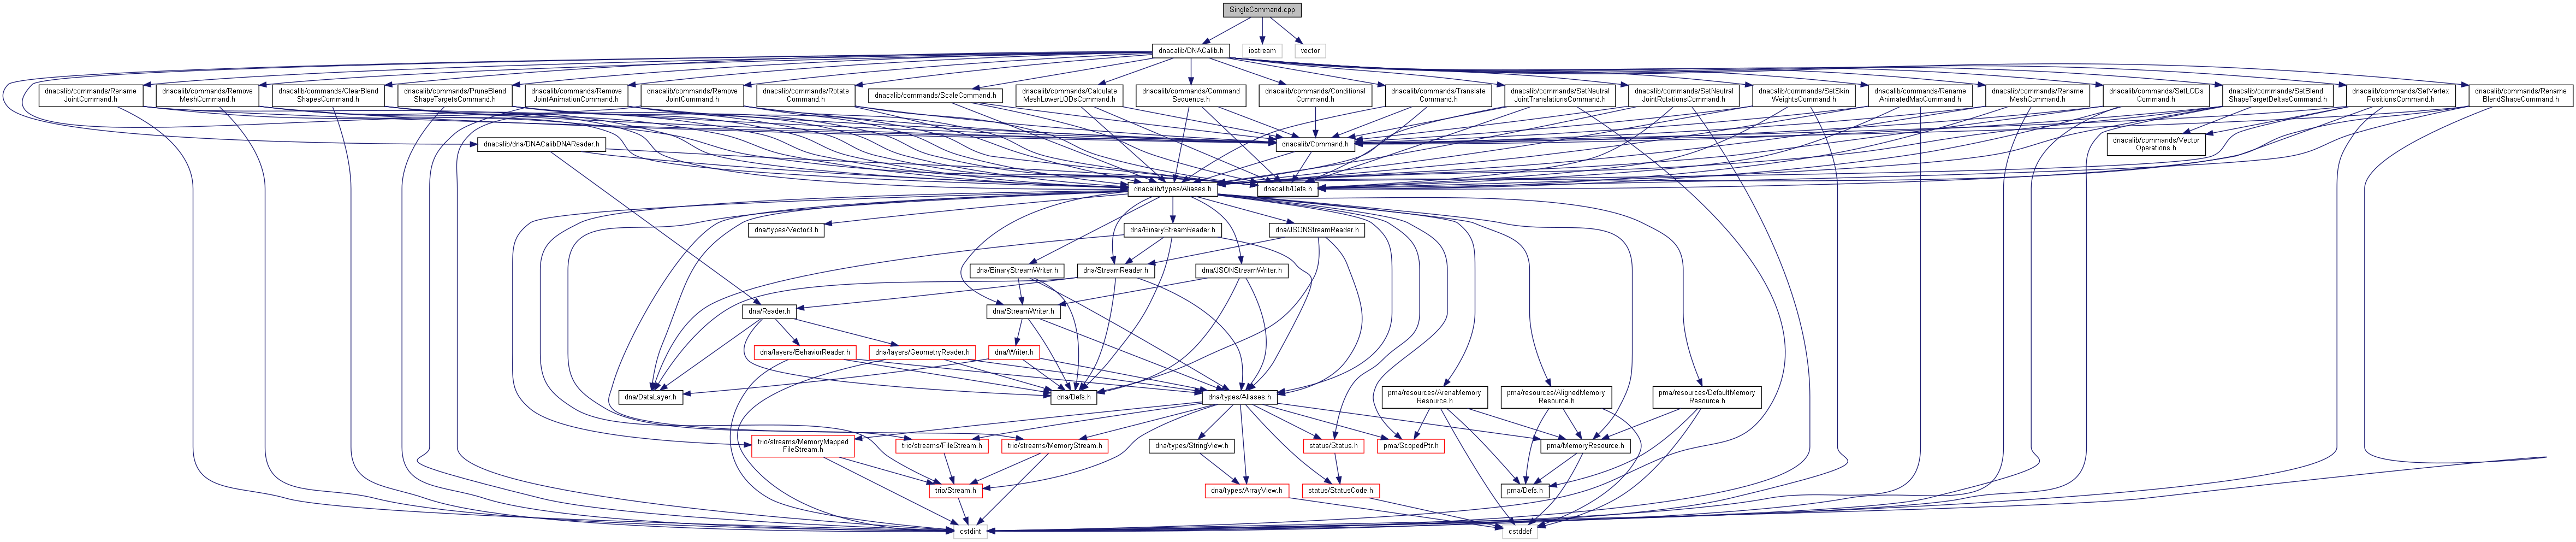 SingleCommand.cpp
dnacalib/DNACalib.h
iostream
vector
dnacalib/commands/Rename
JointCommand.h
dnacalib/commands/Remove
MeshCommand.h
dnacalib/commands/ClearBlend
ShapesCommand.h
dnacalib/commands/PruneBlend
ShapeTargetsCommand.h
dnacalib/commands/Remove
JointAnimationCommand.h
dnacalib/commands/Remove
JointCommand.h
dnacalib/commands/Rotate
Command.h
dnacalib/commands/ScaleCommand.h
dnacalib/commands/Calculate
MeshLowerLODsCommand.h
dnacalib/commands/Command
Sequence.h
dnacalib/commands/Conditional
Command.h
dnacalib/commands/Translate
Command.h
dnacalib/commands/SetNeutral
JointTranslationsCommand.h
dnacalib/commands/SetNeutral
JointRotationsCommand.h
dnacalib/commands/SetSkin
WeightsCommand.h
dnacalib/commands/Rename
AnimatedMapCommand.h
dnacalib/commands/Rename
MeshCommand.h
dnacalib/commands/SetLODs
Command.h
dnacalib/commands/SetBlend
ShapeTargetDeltasCommand.h
dnacalib/commands/SetVertex
PositionsCommand.h
dnacalib/commands/Rename
BlendShapeCommand.h
dnacalib/dna/DNACalibDNAReader.h
dnacalib/Command.h
dnacalib/commands/Vector
Operations.h
dnacalib/types/Aliases.h
dnacalib/Defs.h
dna/types/Vector3.h
dna/BinaryStreamReader.h
dna/JSONStreamReader.h
dna/BinaryStreamWriter.h
dna/StreamReader.h
dna/JSONStreamWriter.h
dna/Reader.h
dna/StreamWriter.h
dna/layers/BehaviorReader.h
dna/layers/GeometryReader.h
dna/Writer.h
dna/DataLayer.h
dna/Defs.h
dna/types/Aliases.h
pma/resources/ArenaMemory
Resource.h
pma/resources/AlignedMemory
Resource.h
pma/resources/DefaultMemory
Resource.h
trio/streams/MemoryMapped
FileStream.h
trio/streams/FileStream.h
trio/streams/MemoryStream.h
dna/types/StringView.h
status/Status.h
pma/ScopedPtr.h
pma/MemoryResource.h
trio/Stream.h
dna/types/ArrayView.h
status/StatusCode.h
pma/Defs.h
cstdint
cstddef